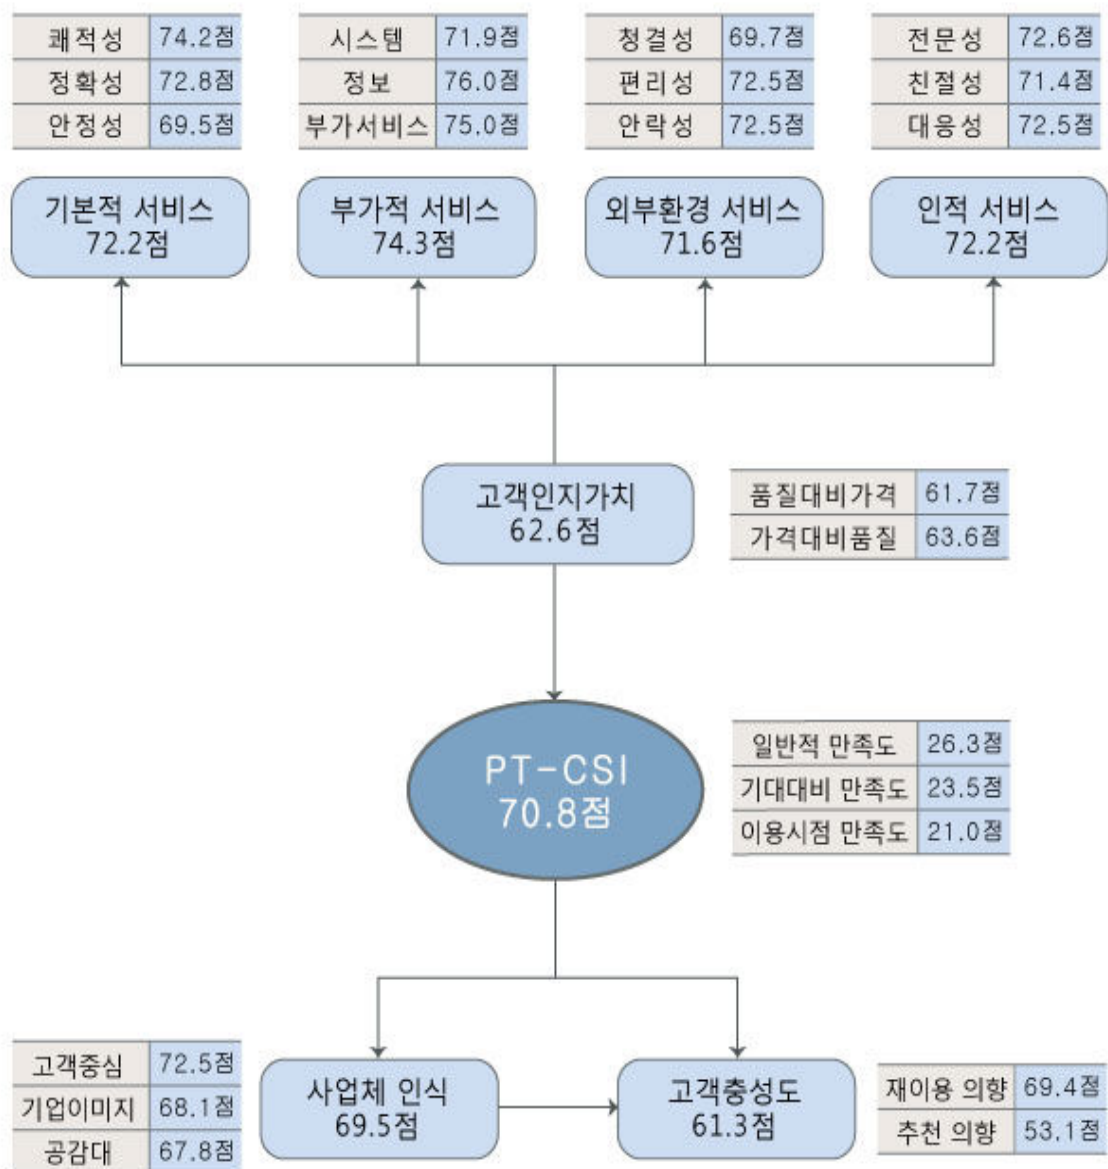 쾌적성 74.2점
정확성 72.8점
안정성 69.5점
시스템 71.9점
정보 76.0점
부가서비스 75.0점
청결성 69.7점
편리성 72.5점
안락성 72.5점
전문성 72.6점
친절성 71.4점
대응성 72.5점
기본적 서비스
72.2점
부가적 서비스
74.3점
외부환경 서비스
71.6점
인적 서비스
72.2점
고객인지가치
62.6점
품질대비가격 61.7점
가격대비품질 63.6점
PT-CSI
70.8점
일반적 만족도 26.3점
기대대비 만족도 23.5점
이용시점 만족도 21.0점
고객중심 72.5점
기업이미지 68.1점
공감대 67.8점
사업체 인식
69.5점
고객충성도
61.3점
재이용 의향 69.4점
추천 의향 53.1점